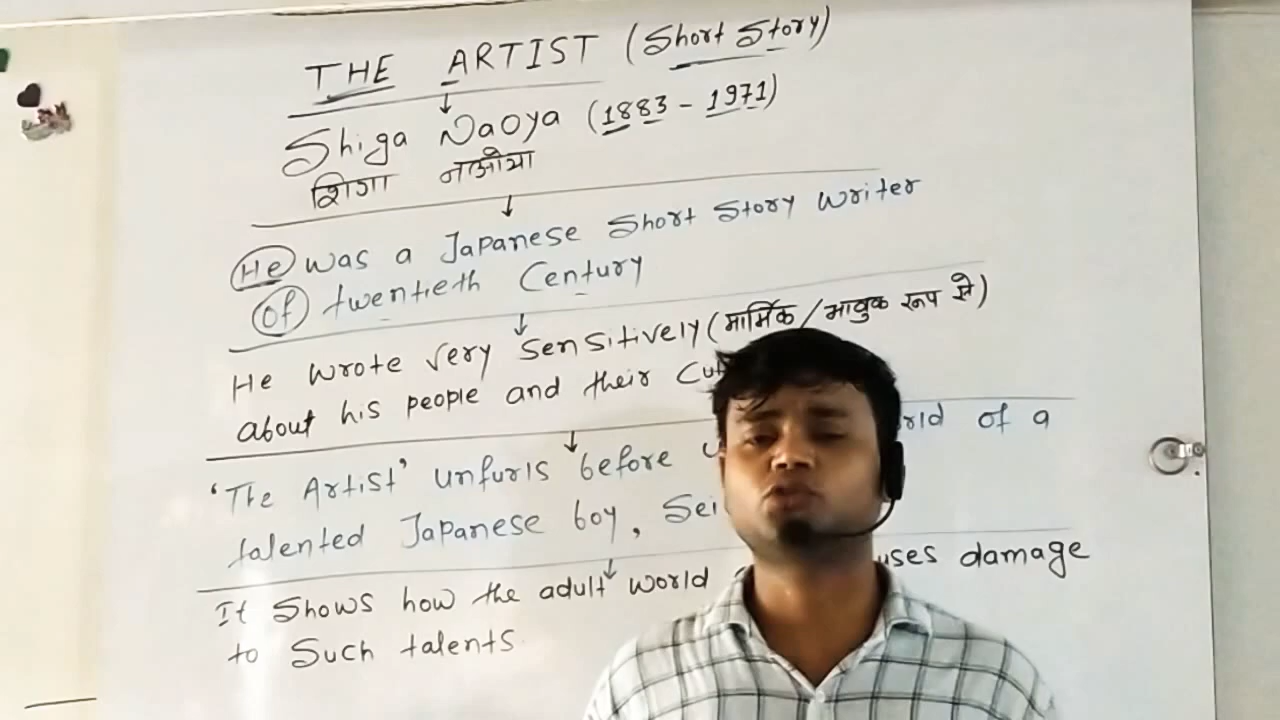 THE ARTIST (Short Story)
Shiga Naoya (1883 - 1971)
शिगा नाओया
He was a Japanese Short Story writer
of twentieth Century
He wrote very sensitively (मार्मिक / भावुक रूप से)
about his people and their
'The Artist' unfurls before of a
talented Japanese boy,
It shows how the adult world damage
to such talents